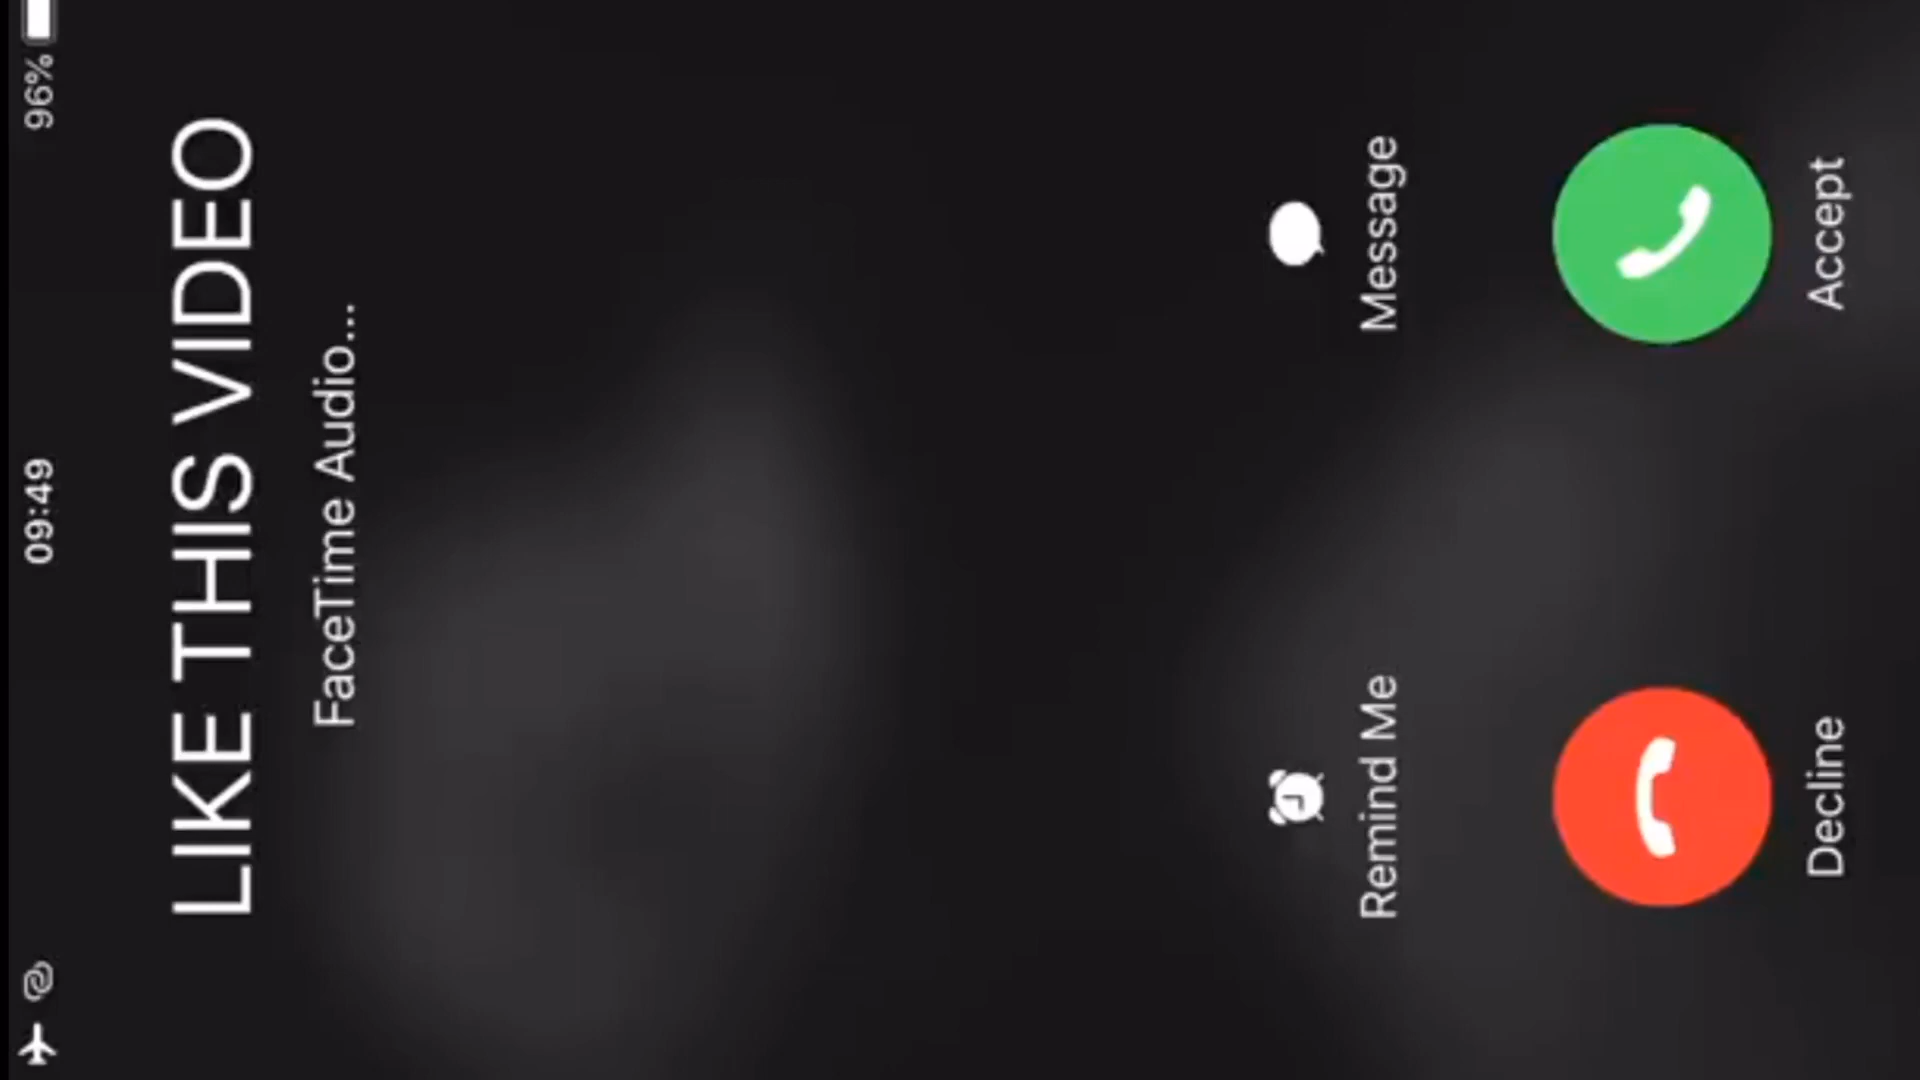 09:49
96%
LIKE THIS VIDEO
FaceTime Audio...
Remind Me
Message
Decline
Accept